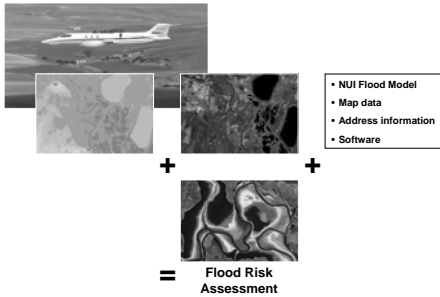 • NUI Flood Model
• Map data
• Address information
• Software
+ +
= Flood Risk
Assessment